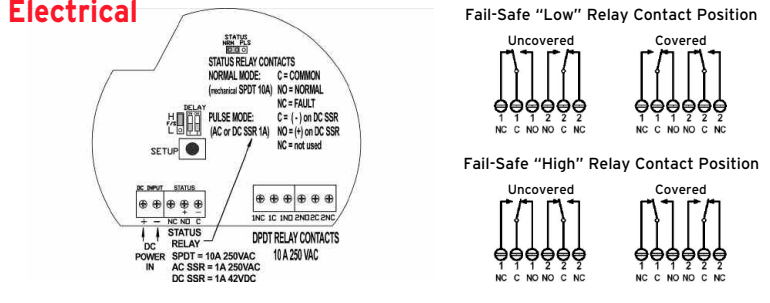 Electrical
STATUS
NRM PLS
STATUS RELAY CONTACTS
NORMAL MODE: C = COMMON
(mechanical SPDT 10A) NO = NORMAL
NC = FAULT
DELAY
H
F/S
L
PULSE MODE: C = ( - ) on DC SSR
(AC or DC SSR 1A) NO = (+) on DC SSR
NC = not used
SETUP
DC INPUT STATUS
+ −
+ − NC NO C
DC
POWER
IN
STATUS
RELAY
SPDT = 10A 250VAC
AC SSR = 1A 250VAC
DC SSR = 1A 42VDC
1NC 1C 1NO 2NO 2C 2NC
DPDT RELAY CONTACTS
10 A 250 VAC
Fail-Safe “Low” Relay Contact Position
Uncovered Covered
1 1 1 2 2 2 1 1 1 2 2 2
NC C NO NO C NC NC C NO NO C NC
Fail-Safe “High” Relay Contact Position
Uncovered Covered
1 1 1 2 2 2 1 1 1 2 2 2
NC C NO NO C NC NC C NO NO C NC